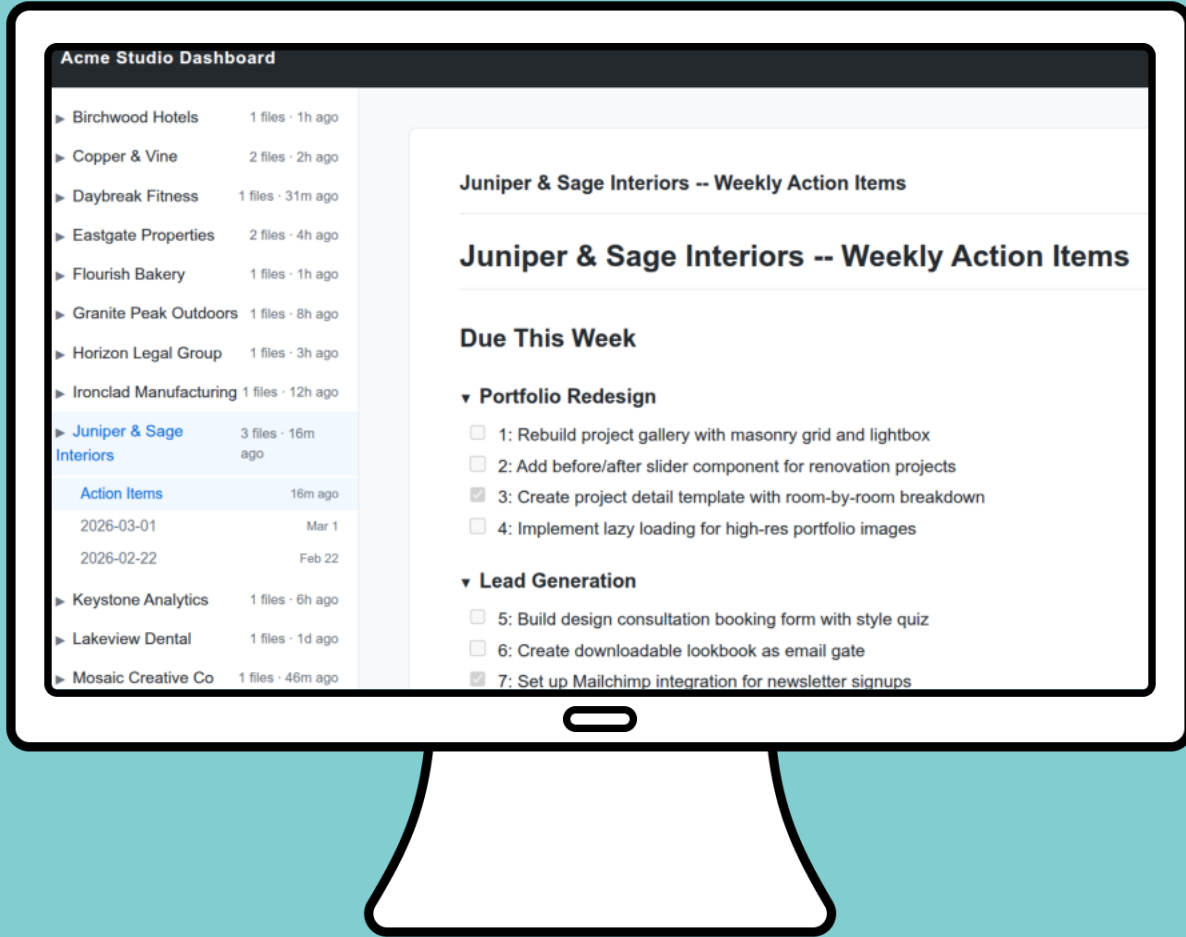 Acme Studio Dashboard
▶ Birchwood Hotels 1 files · 1h ago
▶ Copper & Vine 2 files · 2h ago
▶ Daybreak Fitness 1 files · 31m ago
▶ Eastgate Properties 2 files · 4h ago
▶ Flourish Bakery 1 files · 1h ago
▶ Granite Peak Outdoors 1 files · 8h ago
▶ Horizon Legal Group 1 files · 3h ago
▶ Ironclad Manufacturing 1 files · 12h ago
▶ Juniper & Sage 3 files · 16m
Interiors ago
Action Items 16m ago
2026-03-01 Mar 1
2026-02-22 Feb 22
▶ Keystone Analytics 1 files · 6h ago
▶ Lakeview Dental 1 files · 1d ago
▶ Mosaic Creative Co 1 files · 46m ago
Juniper & Sage Interiors -- Weekly Action Items
Juniper & Sage Interiors -- Weekly Action Items
Due This Week
▼ Portfolio Redesign
1: Rebuild project gallery with masonry grid and lightbox
2: Add before/after slider component for renovation projects
3: Create project detail template with room-by-room breakdown
4: Implement lazy loading for high-res portfolio images
▼ Lead Generation
5: Build design consultation booking form with style quiz
6: Create downloadable lookbook as email gate
7: Set up Mailchimp integration for newsletter signups